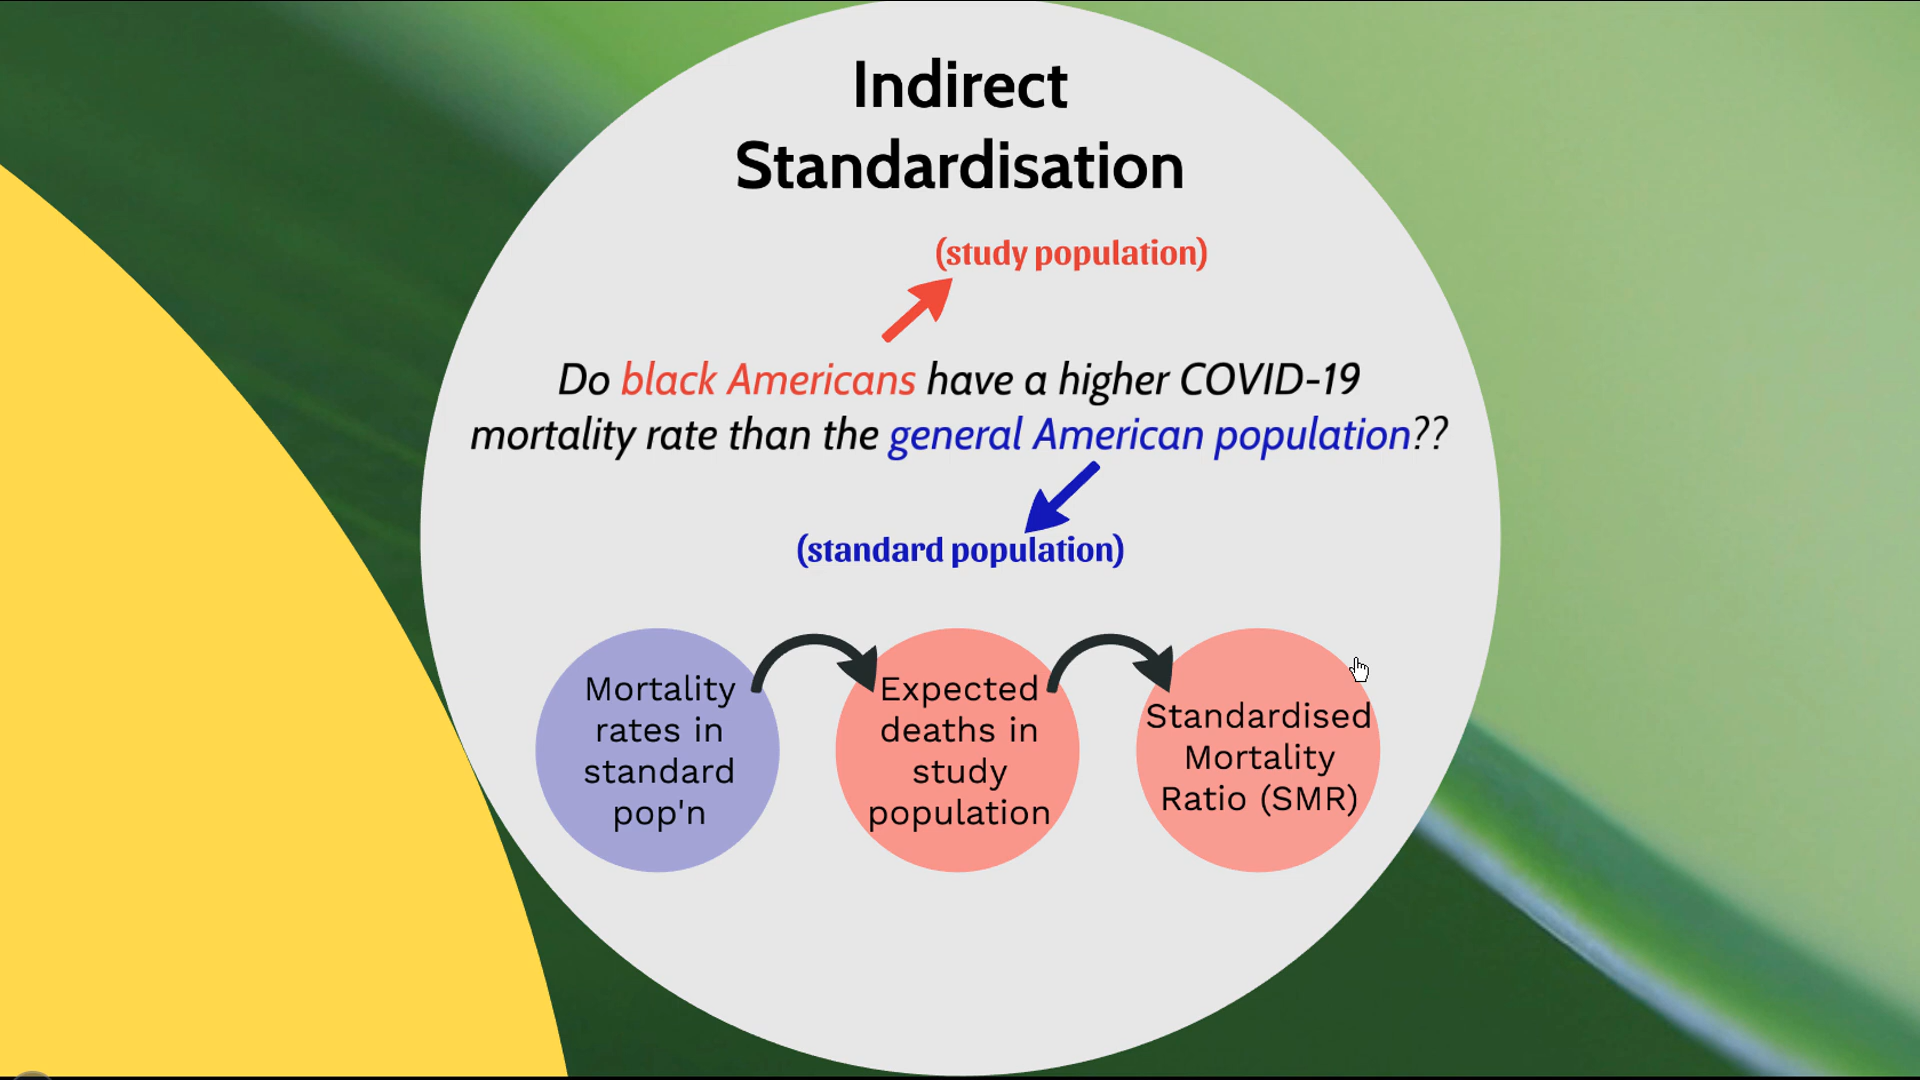 Indirect
Standardisation
(study population)
Do black Americans have a higher COVID-19
mortality rate than the general American population??
(standard population)
Mortality
rates in
standard
pop'n
Expected
deaths in
study
population
Standardised
Mortality
Ratio (SMR)